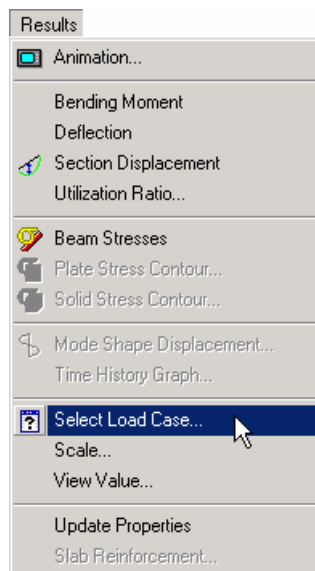 Results
Animation...
Bending Moment
Deflection
Section Displacement
Utilization Ratio...
Beam Stresses
Plate Stress Contour...
Solid Stress Contour...
Mode Shape Displacement...
Time History Graph...
Select Load Case...
Scale...
View Value...
Update Properties
Slab Reinforcement...